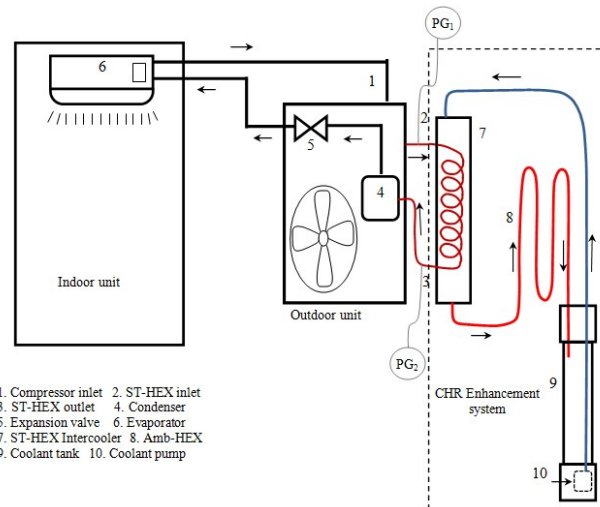 PG1
6
1
2
7
5
4
8
Indoor unit
3
Outdoor unit
PG2
CHR Enhancement
system
9
10
1. Compressor inlet 2. ST-HEX inlet
3. ST-HEX outlet 4. Condenser
5. Expansion valve 6. Evaporator
7. ST-HEX Intercooler 8. Amb-HEX
9. Coolant tank 10. Coolant pump